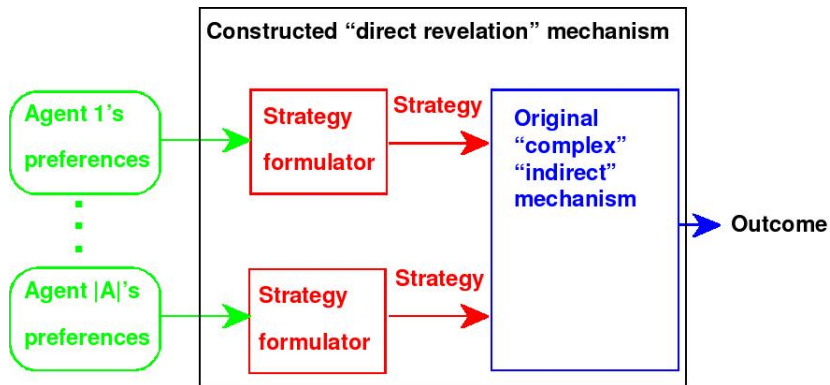 Constructed “direct revelation” mechanism
Agent 1’s
preferences
Strategy
formulator
Strategy
Original
“complex”
“indirect”
mechanism
Outcome
Agent |A|’s
preferences
Strategy
formulator
Strategy